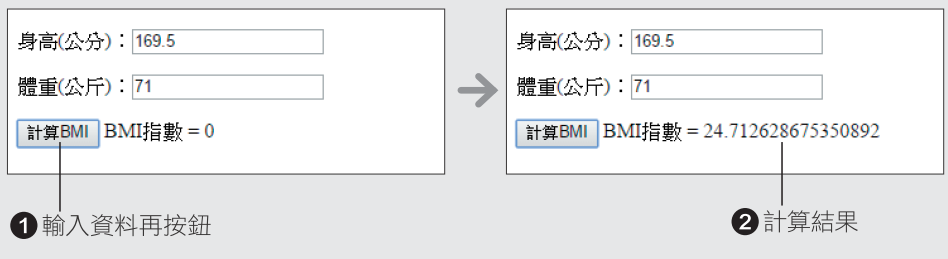 身高(公分)：169.5
體重(公斤)：71
計算BMI BMI指數 = 0
❶ 輸入資料再按鈕
身高(公分)：169.5
體重(公斤)：71
計算BMI BMI指數 = 24.712628675350892
❷ 計算結果